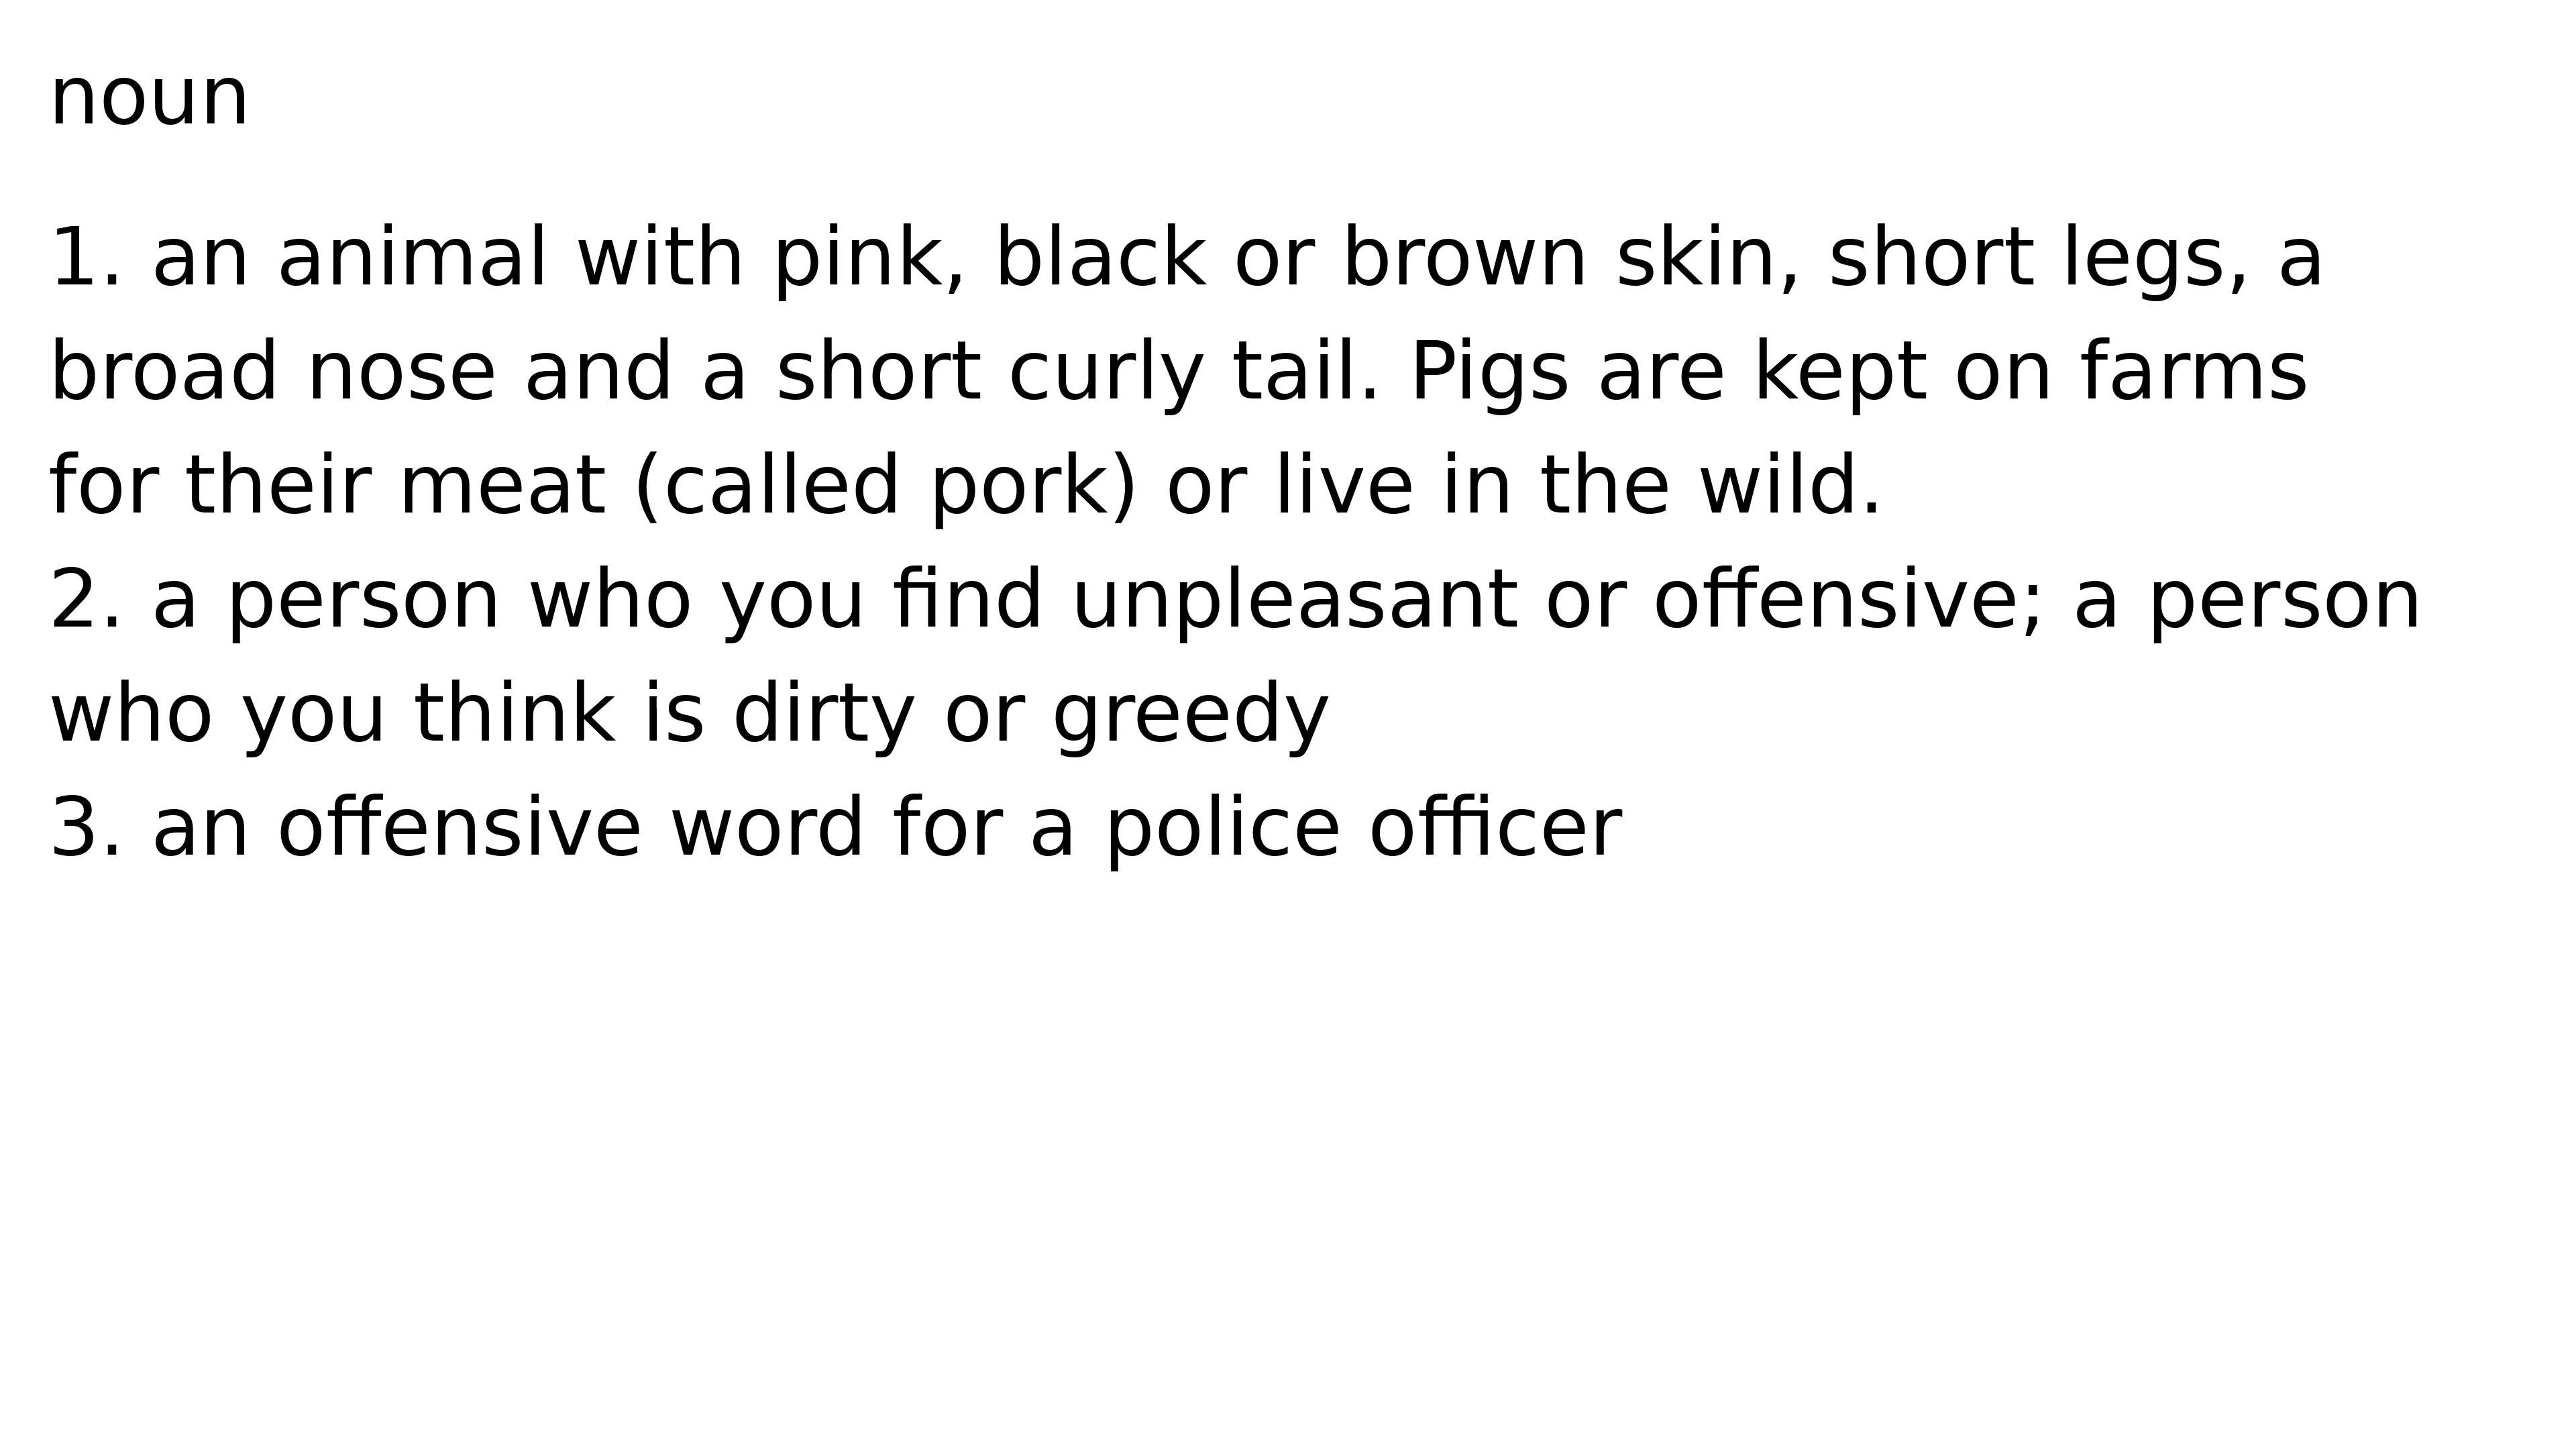 noun
1. an animal with pink, black or brown skin, short legs, a
broad nose and a short curly tail. Pigs are kept on farms
for their meat (called pork) or live in the wild.
2. a person who you find unpleasant or offensive; a person
who you think is dirty or greedy
3. an offensive word for a police officer